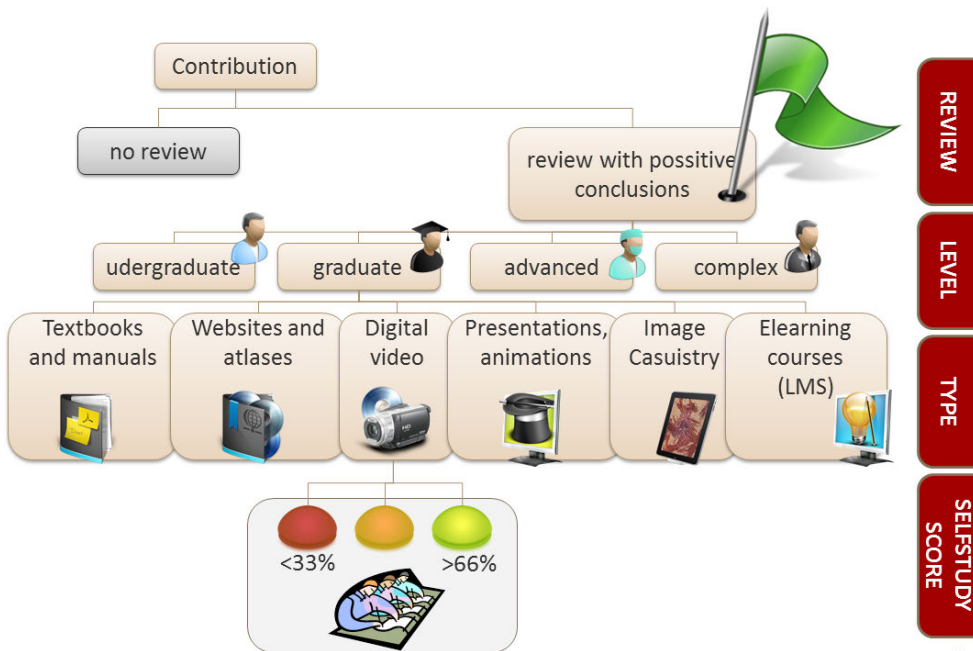 Contribution
no review
review with possitive
conclusions
REVIEW
udergraduate
graduate
advanced
complex
LEVEL
Textbooks
and manuals
Websites and
atlases
Digital
video
Presentations,
animations
Image
Casuistry
Elearning
courses
(LMS)
TYPE
<33%
>66%
SELFSTUDY
SCORE